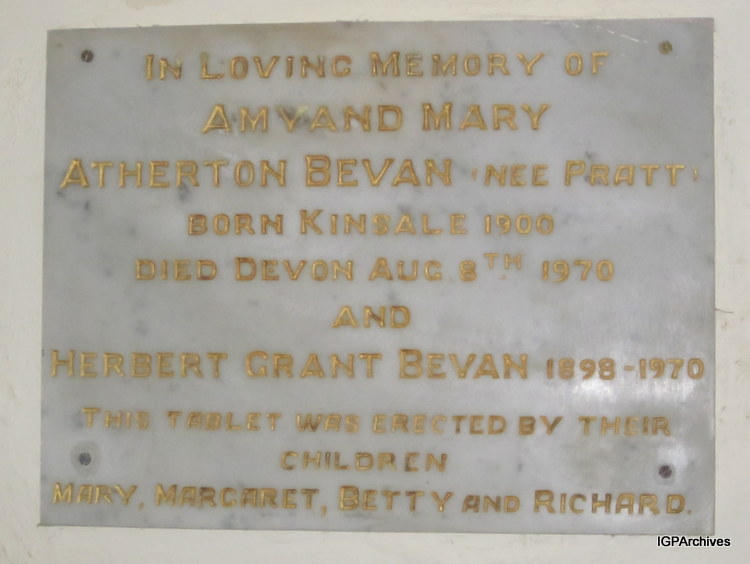 IN LOVING MEMORY OF
AMYAND MARY
ATHERTON BEVAN (NEE PRATT)
BORN KINSALE 1900
DIED DEVON AUG 8TH 1970
AND
HERBERT GRANT BEVAN 1898-1970
THIS TABLET WAS ERECTED BY THEIR
CHILDREN
MARY, MARGARET, BETTY AND RICHARD.
IGPArchives